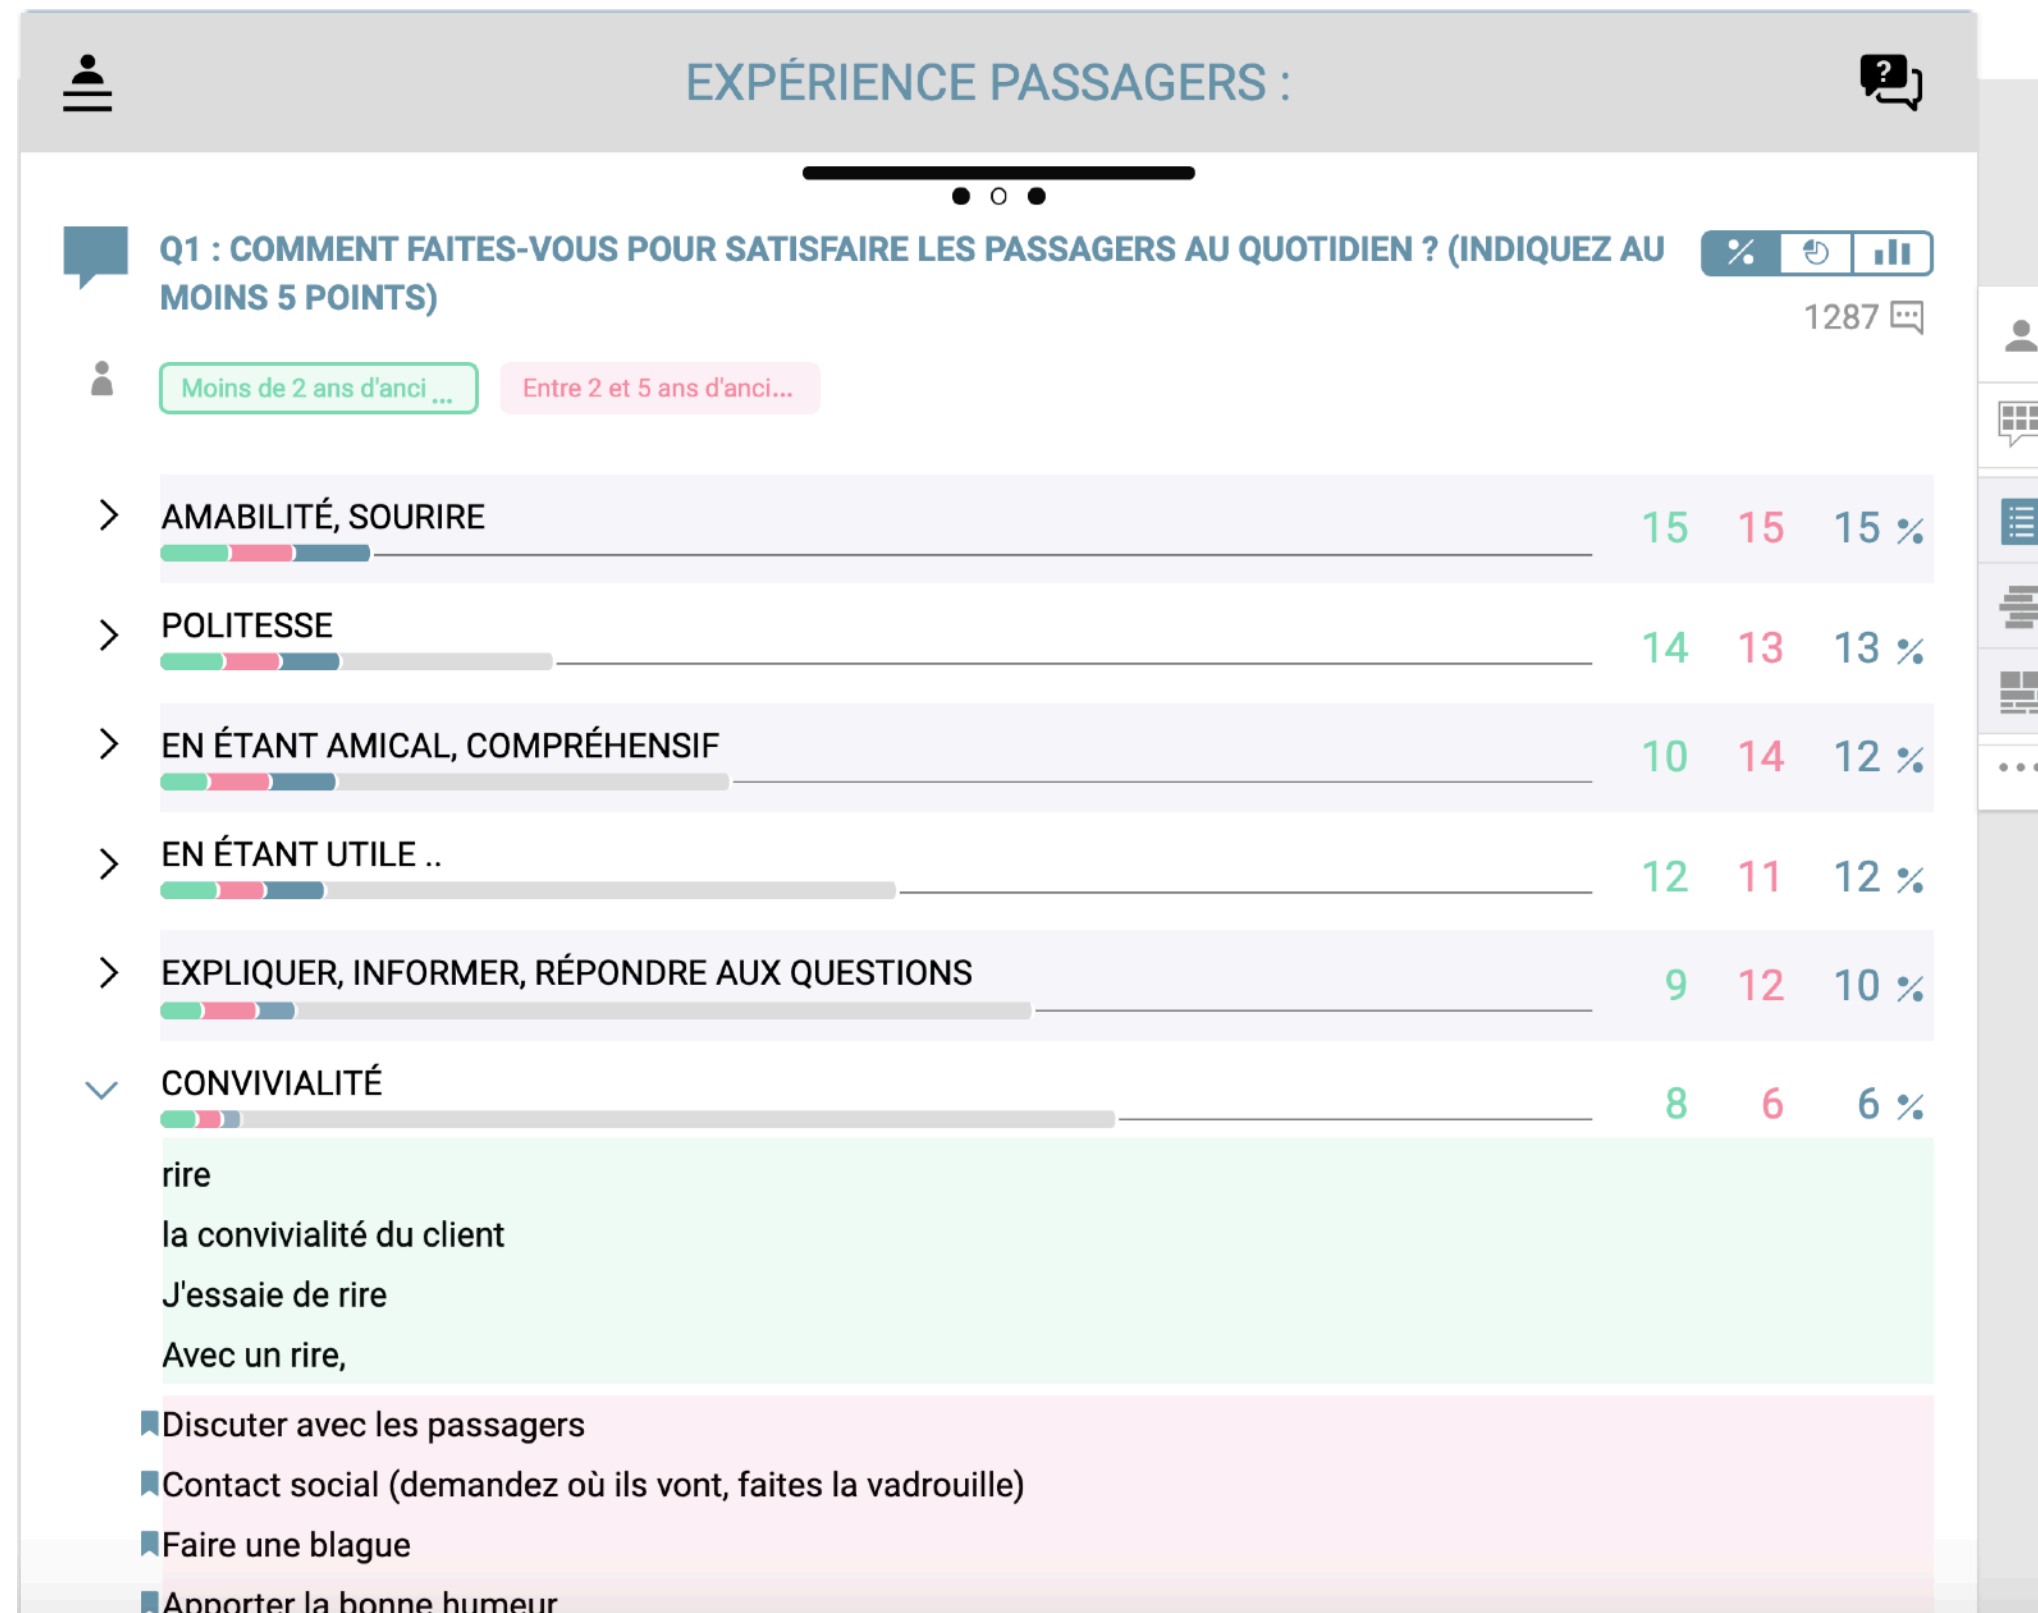 EXPÉRIENCE PASSAGERS :
?
Q1 : COMMENT FAITES-VOUS POUR SATISFAIRE LES PASSAGERS AU QUOTIDIEN ? (INDIQUEZ AU
MOINS 5 POINTS)
%
1287
Moins de 2 ans d'anci ...
Entre 2 et 5 ans d'anci...
AMABILITÉ, SOURIRE
15 15 15 %
POLITESSE
14 13 13 %
EN ÉTANT AMICAL, COMPRÉHENSIF
10 14 12 %
EN ÉTANT UTILE ..
12 11 12 %
EXPLIQUER, INFORMER, RÉPONDRE AUX QUESTIONS
9 12 10 %
CONVIVIALITÉ
8 6 6 %
rire
la convivialité du client
J'essaie de rire
Avec un rire,
Discuter avec les passagers
Contact social (demandez où ils vont, faites la vadrouille)
Faire une blague
Apporter la bonne humeur